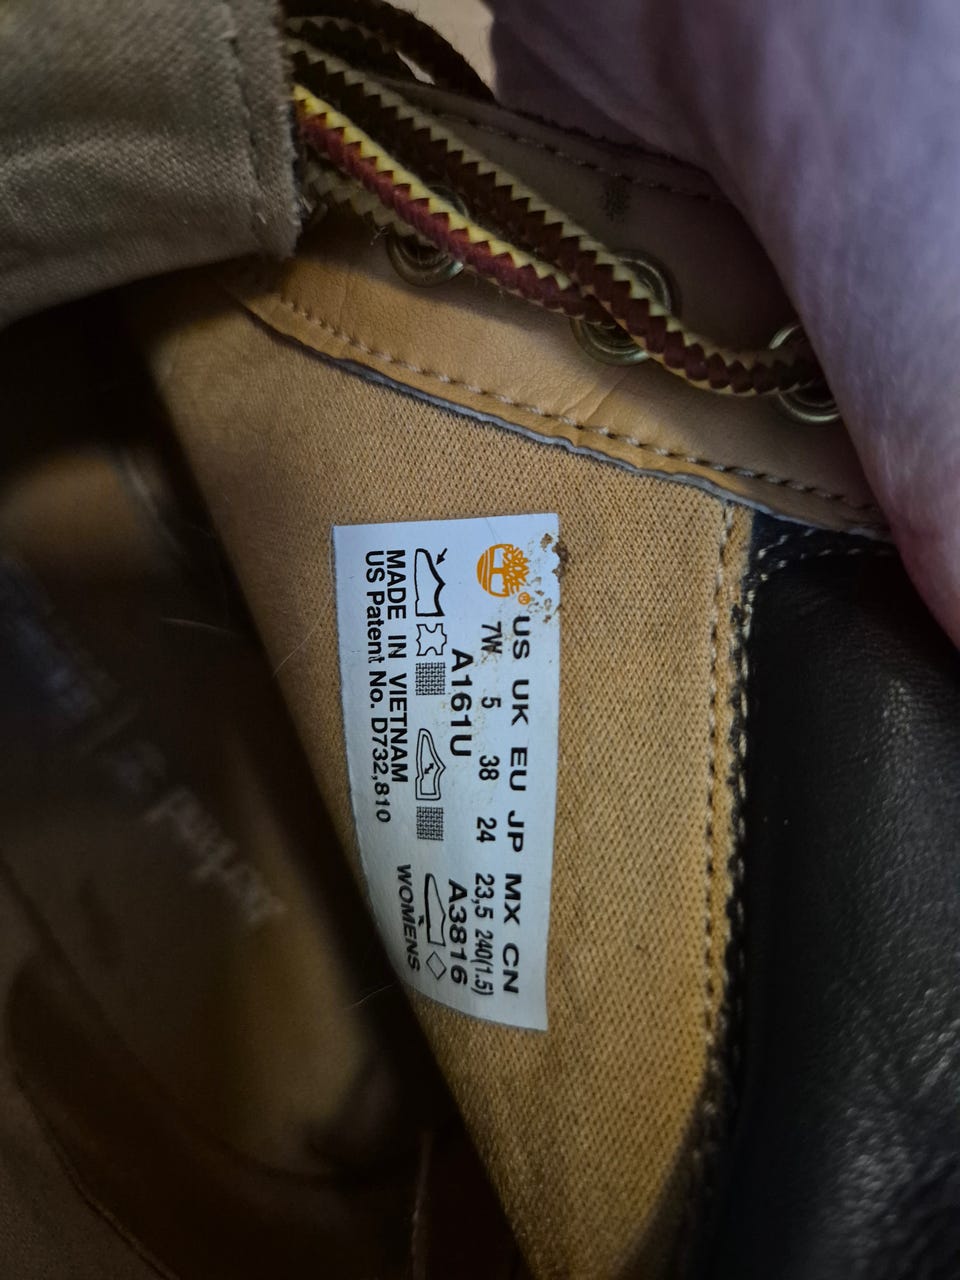 US UK EU JP MX CN
7W 5 38 24 23,5 240(1.5)
A161U A3816
MADE IN VIETNAM
US Patent No. D732,810
WOMENS
®